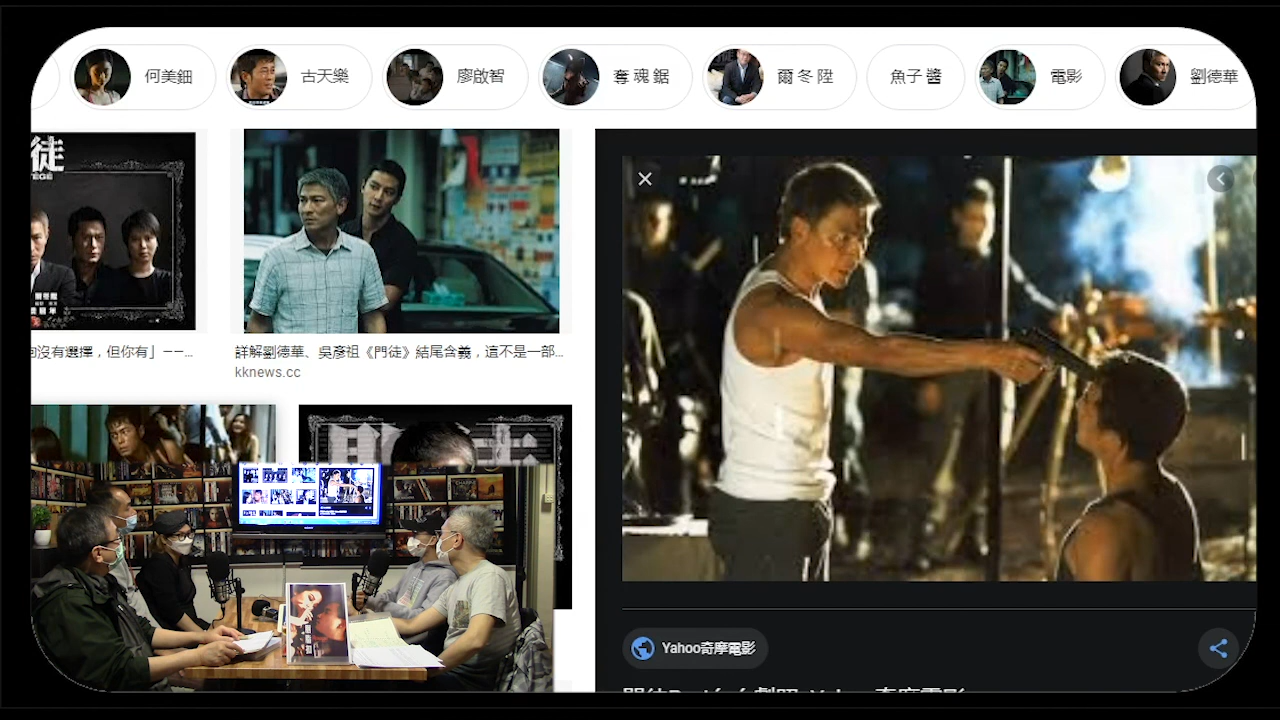 何美鈿
古天樂
廖啟智
奪魂鋸
爾冬陞
魚子醬
電影
劉德華
徒
沒有選擇，但你有」——...
詳解劉德華、吳彥祖《門徒》結尾含義，這不是一部...
kknews.cc
Yahoo奇摩電影